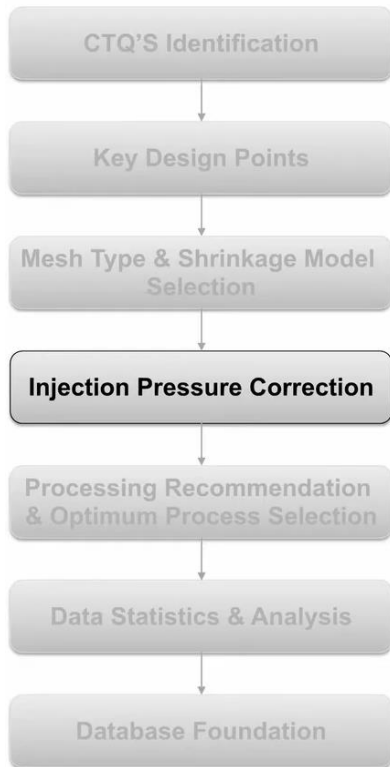 CTQ'S Identification
Key Design Points
Mesh Type & Shrinkage Model
Selection
Injection Pressure Correction
Processing Recommendation
& Optimum Process Selection
Data Statistics & Analysis
Database Foundation